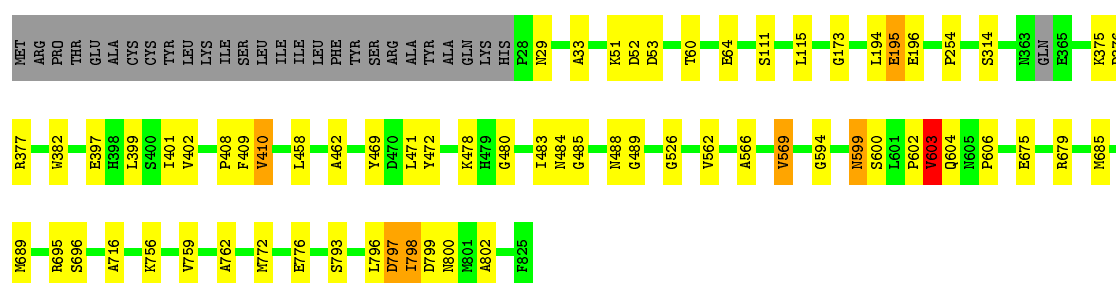 MET ARG PRO THR GLU ALA CYS CYS TYR LEU LYS ILE SER LEU ILE ILE LEU PHE TYR SER ARG ALA TYR ALA GLN LYS HIS P28 N29 A33 K51 D52 D53 T60 E64 S111 L115 G173 L194 E195 E196 P254 S314 N363 GLN E365 K375
R377 W382 E397 H398 L399 S400 I401 V402 P408 F409 V410 L458 A462 Y469 D470 L471 Y472 K478 H479 G480 I483 N484 G485 N488 G489 G526 V562 A566 V569 G594 N599 S600 L601 P602 V603 Q604 N605 P606 E675 R679 M685
M689 R695 S696 A716 K756 V759 A762 M772 E776 S793 L796 D797 I798 D799 N800 M801 A802 F825